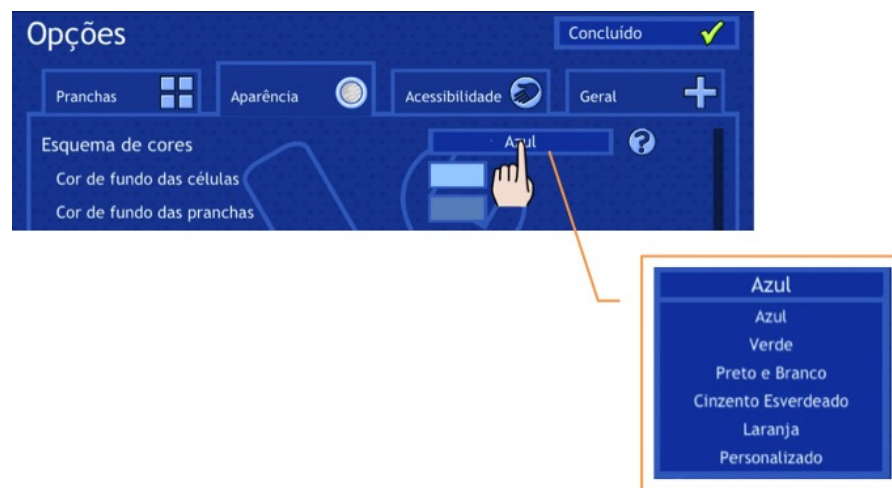 Opções
Concluído
Pranchas
Aparência
Acessibilidade
Geral
Esquema de cores
Azul
?
Cor de fundo das células
Cor de fundo das pranchas
Azul
Azul
Verde
Preto e Branco
Cinzento Esverdeado
Laranja
Personalizado